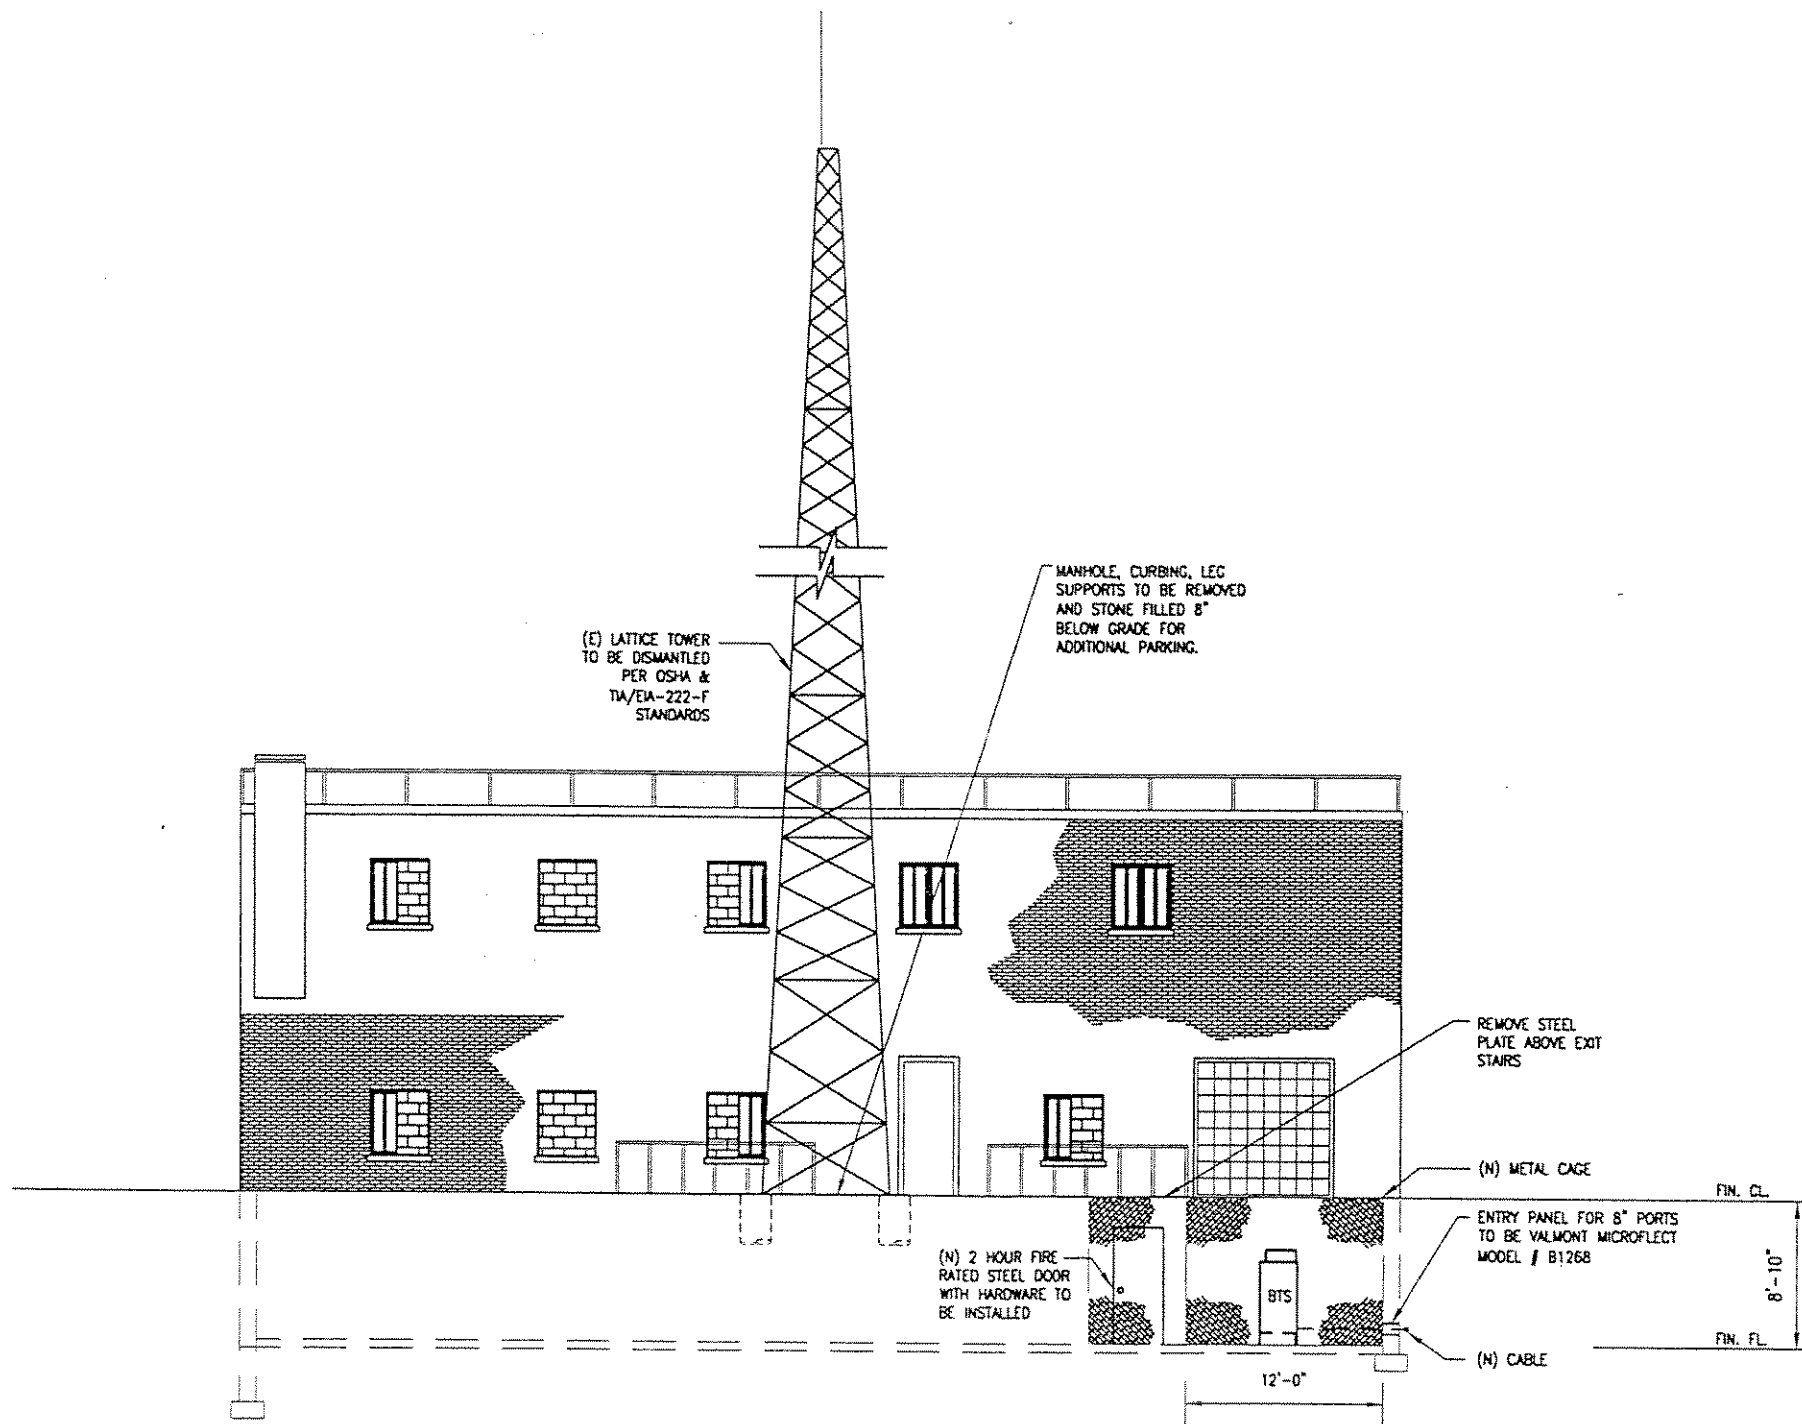 MANHOLE, CURBING, LEG
SUPPORTS TO BE REMOVED
AND STONE FILLED 8"
BELOW GRADE FOR
ADDITIONAL PARKING.
(E) LATTICE TOWER
TO BE DISMANTLED
PER OSHA &
TIA/EIA-222-F
STANDARDS
REMOVE STEEL
PLATE ABOVE EXIT
STAIRS
(N) METAL CAGE
FIN. CL.
ENTRY PANEL FOR 8" PORTS
TO BE VALMONT MICROFLECT
MODEL # B1268
(N) 2 HOUR FIRE
RATED STEEL DOOR
WITH HARDWARE TO
BE INSTALLED
BTS
8'-10"
FIN. FL.
(N) CABLE
12'-0"